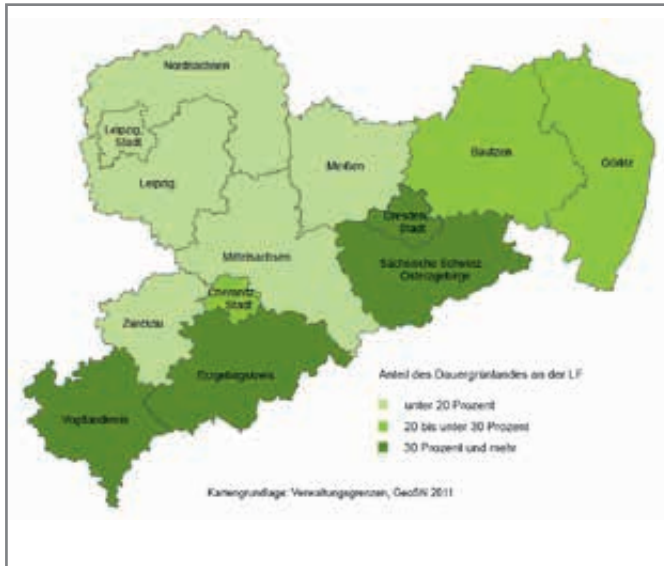 Nordsachsen
Leipzig,
Stadt
Leipzig
Meißen
Bautzen
Görlitz
Dresden,
Stadt
Mittelsachsen
Sächsische Schweiz-
Osterzgebirge
Chemnitz,
Stadt
Zwickau
Erzgebirgskreis
Vogtlandkreis
Anteil des Dauergrünlandes an der LF
unter 20 Prozent
20 bis unter 30 Prozent
30 Prozent und mehr
Kartengrundlage: Verwaltungsgrenzen, GeoSN 2011